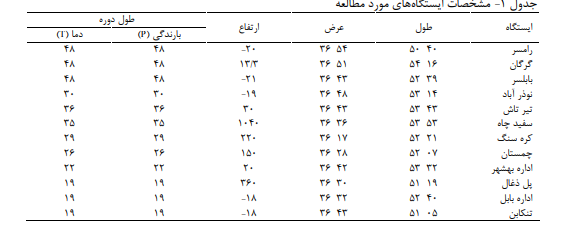 جدول ۱- مشخصات ایستگاه‌های مورد مطالعه
ایستگاه طول عرض ارتفاع طول دوره
بارندگی (P) دما (T)
رامسر ۵۰ ۴۰ ۳۶ ۵۴ -۲۰ ۴۸ ۴۸
گرگان ۵۴ ۱۶ ۳۶ ۵۱ ۱۳/۳ ۴۸ ۴۸
بابلسر ۵۲ ۳۹ ۳۶ ۴۳ -۲۱ ۴۸ ۴۸
نوذر آباد ۵۳ ۱۴ ۳۶ ۴۸ -۱۹ ۳۰ ۳۰
تیر تاش ۵۳ ۴۳ ۳۶ ۴۳ ۳۰ ۳۶ ۳۶
سفید چاه ۵۳ ۵۳ ۳۶ ۳۶ ۱۰۴۰ ۳۵ ۳۵
کره سنگ ۵۲ ۲۱ ۳۶ ۱۷ ۲۲۰ ۲۹ ۲۹
چمستان ۵۲ ۰۷ ۳۶ ۲۸ ۱۵۰ ۲۶ ۲۶
اداره بهشهر ۵۳ ۳۲ ۳۶ ۴۲ ۲۰ ۲۲ ۲۲
پل ذغال ۵۱ ۱۹ ۳۶ ۳۰ ۳۶۰ ۱۹ ۱۹
اداره بابل ۵۲ ۴۰ ۳۶ ۳۲ -۱۸ ۱۹ ۱۹
تنکابن ۵۱ ۰۵ ۳۶ ۴۳ -۱۸ ۱۹ ۱۹